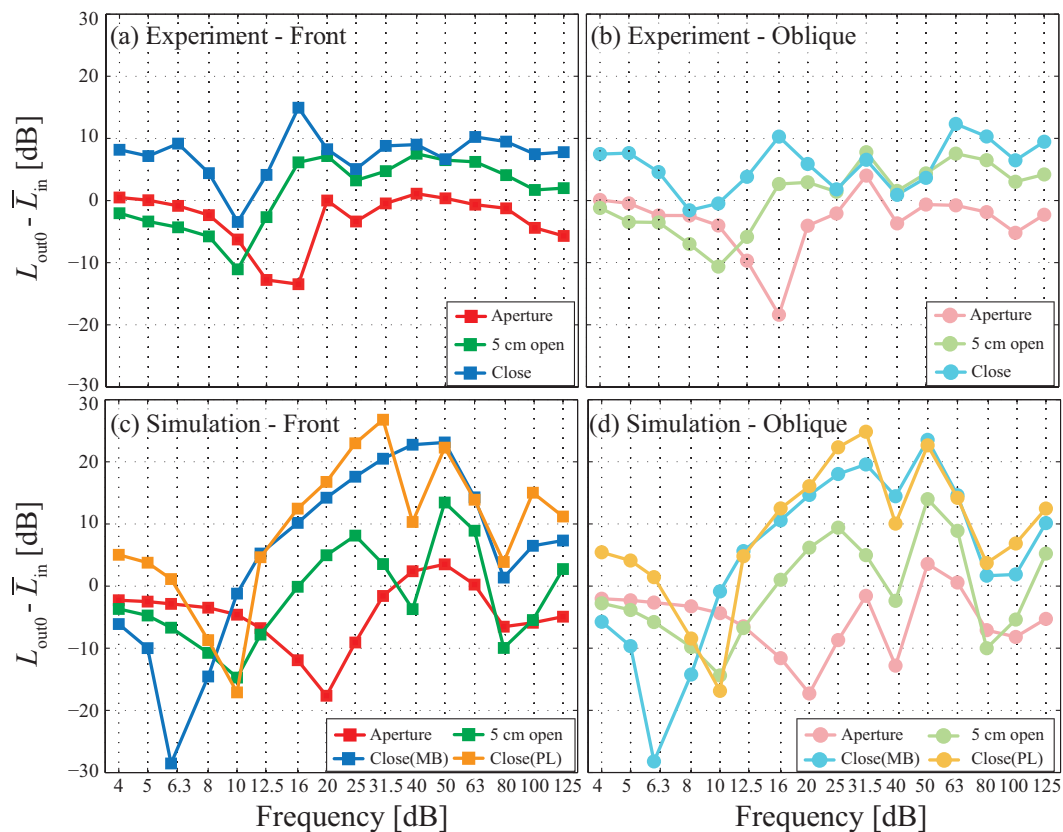 (a) Experiment - Front
(b) Experiment - Oblique
30
20
10
0
−10
−20
−30
L_out0 - L̅_in [dB]
Aperture
5 cm open
Close
Aperture
5 cm open
Close
(c) Simulation - Front
(d) Simulation - Oblique
30
20
10
0
−10
−20
−30
L_out0 - L̅_in [dB]
Aperture 5 cm open
Close(MB) Close(PL)
Aperture 5 cm open
Close(MB) Close(PL)
4 5 6.3 8 10 12.5 16 20 25 31.5 40 50 63 80 100 125
4 5 6.3 8 10 12.5 16 20 25 31.5 40 50 63 80 100 125
Frequency [dB]
Frequency [dB]